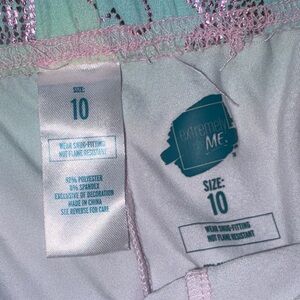 SIZE:
10
WEAR SNUG-FITTING
NOT FLAME RESISTANT
92% POLYESTER
8% SPANDEX
EXCLUSIVE OF DECORATION
MADE IN CHINA
SEE REVERSE FOR CARE
extremely
ME
SIZE:
10
WEAR SNUG-FITTING
NOT FLAME RESISTANT